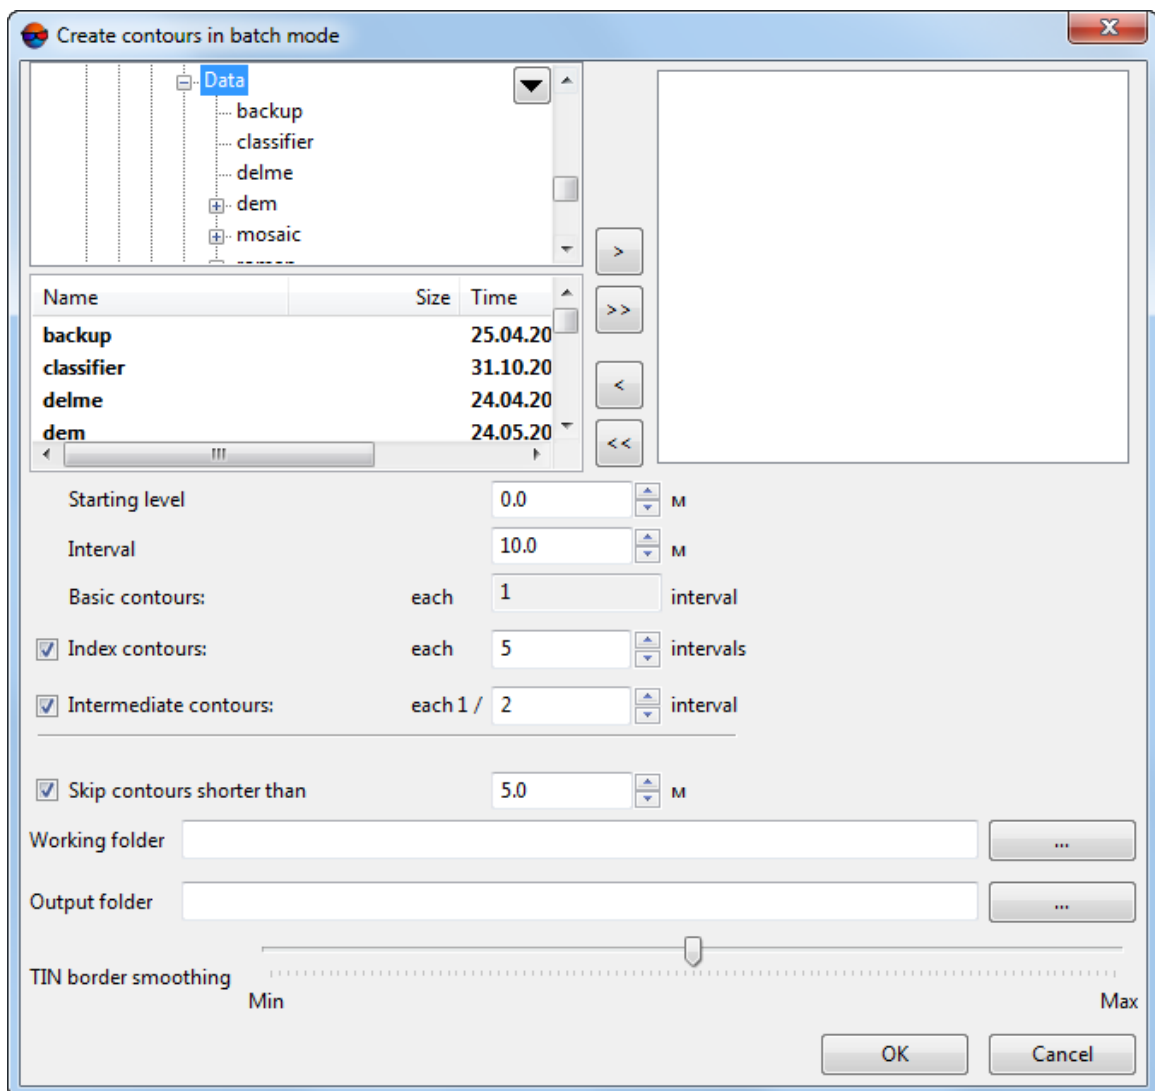 Create contours in batch mode
Data
backup
classifier
delme
dem
mosaic
Name Size Time
backup 25.04.20
classifier 31.10.20
delme 24.04.20
dem 24.05.20
>
>>
<
<<
Starting level 0.0 м
Interval 10.0 м
Basic contours: each 1 interval
Index contours: each 5 intervals
Intermediate contours: each 1 / 2 interval
Skip contours shorter than 5.0 м
Working folder ...
Output folder ...
TIN border smoothing
Min Max
OK Cancel